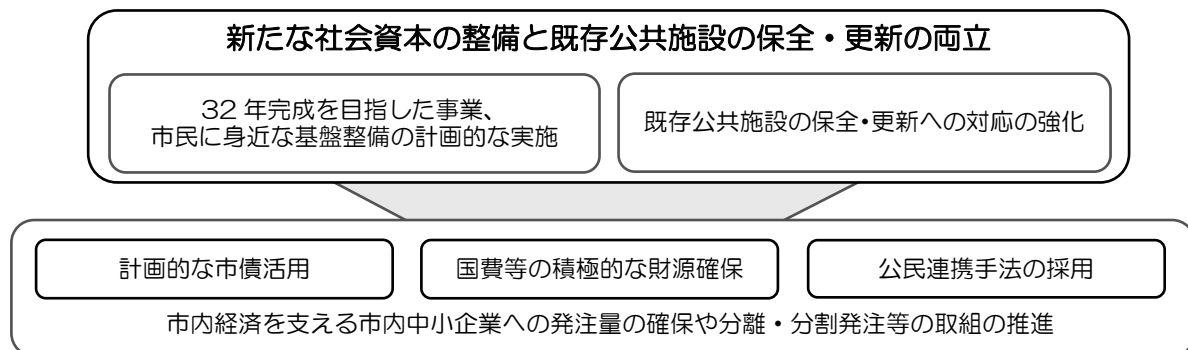 新たな社会資本の整備と既存公共施設の保全・更新の両立
32 年完成を目指した事業、
市民に身近な基盤整備の計画的な実施
既存公共施設の保全・更新への対応の強化
計画的な市債活用
国費等の積極的な財源確保
公民連携手法の採用
市内経済を支える市内中小企業への発注量の確保や分離・分割発注等の取組の推進